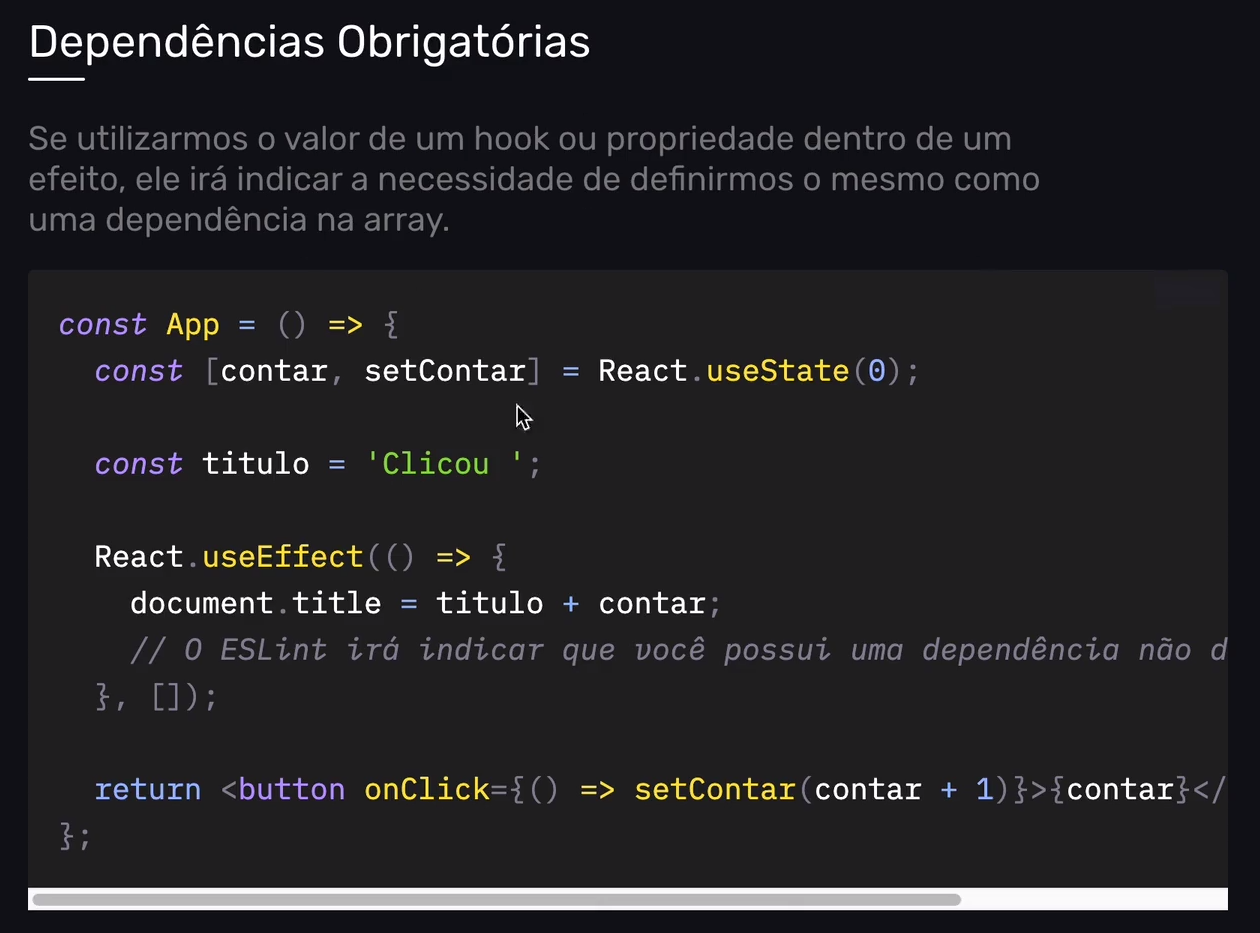 Dependências Obrigatórias
Se utilizarmos o valor de um hook ou propriedade dentro de um
efeito, ele irá indicar a necessidade de definirmos o mesmo como
uma dependência na array.
const App = () => {
  const [contar, setContar] = React.useState(0);
  const titulo = 'Clicou ';
  React.useEffect(() => {
    document.title = titulo + contar;
    // O ESLint irá indicar que você possui uma dependência não d
  }, []);
  return <button onClick={() => setContar(contar + 1)}>{contar}</
};